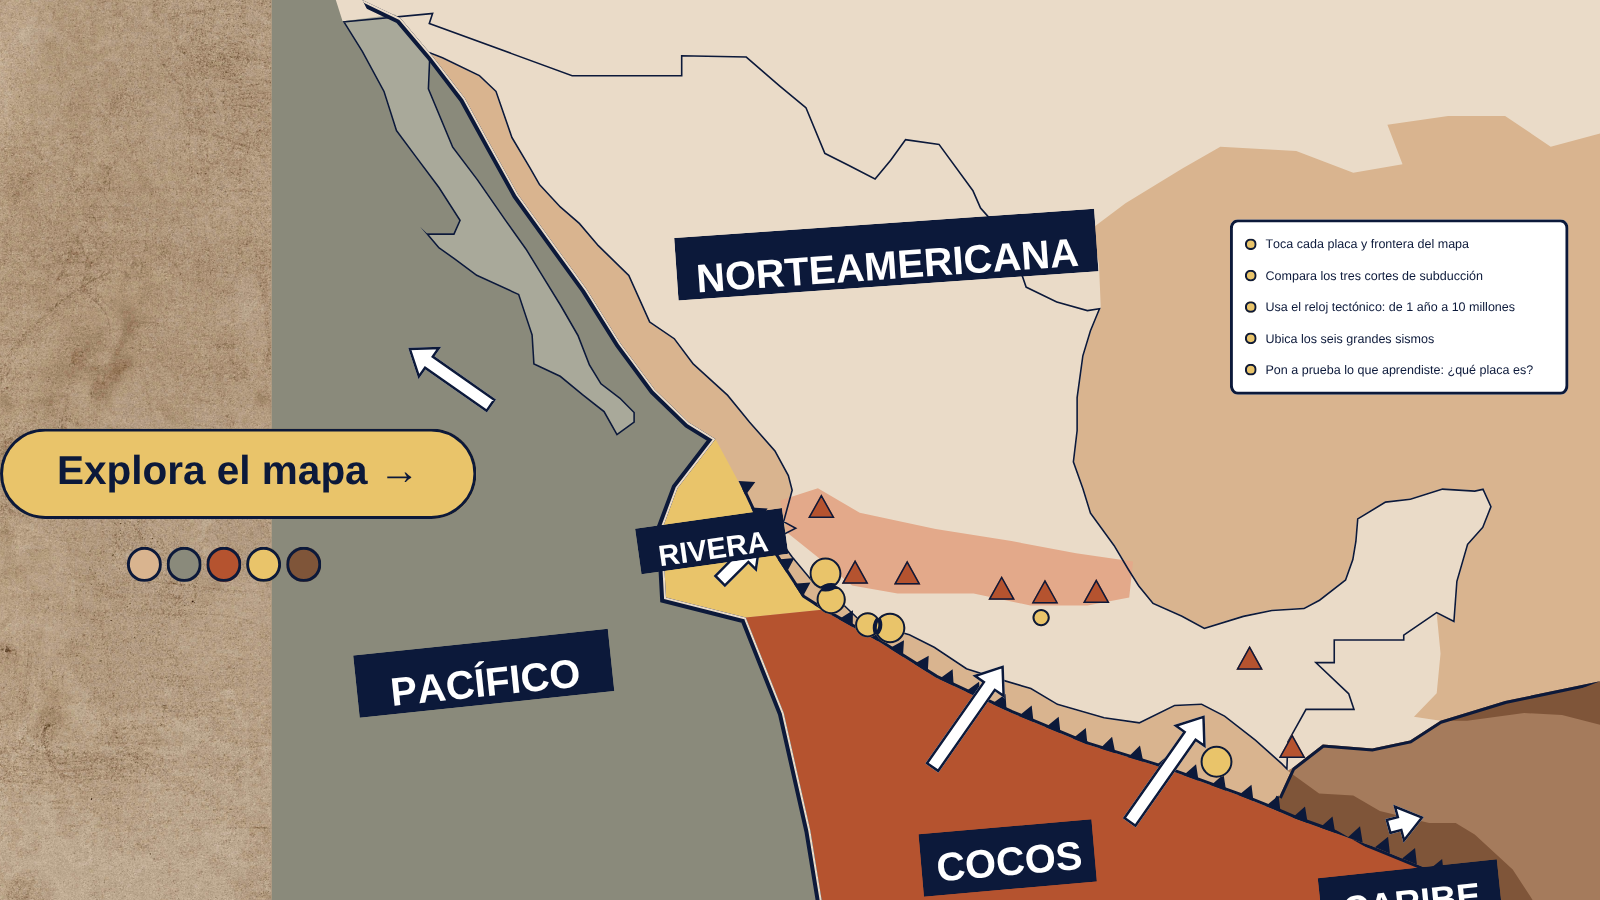 NORTEAMERICANA
Toca cada placa y frontera del mapa
Compara los tres cortes de subducción
Usa el reloj tectónico: de 1 año a 10 millones
Ubica los seis grandes sismos
Pon a prueba lo que aprendiste: ¿qué placa es?
Explora el mapa →
RIVERA
PACÍFICO
COCOS
CARIBE